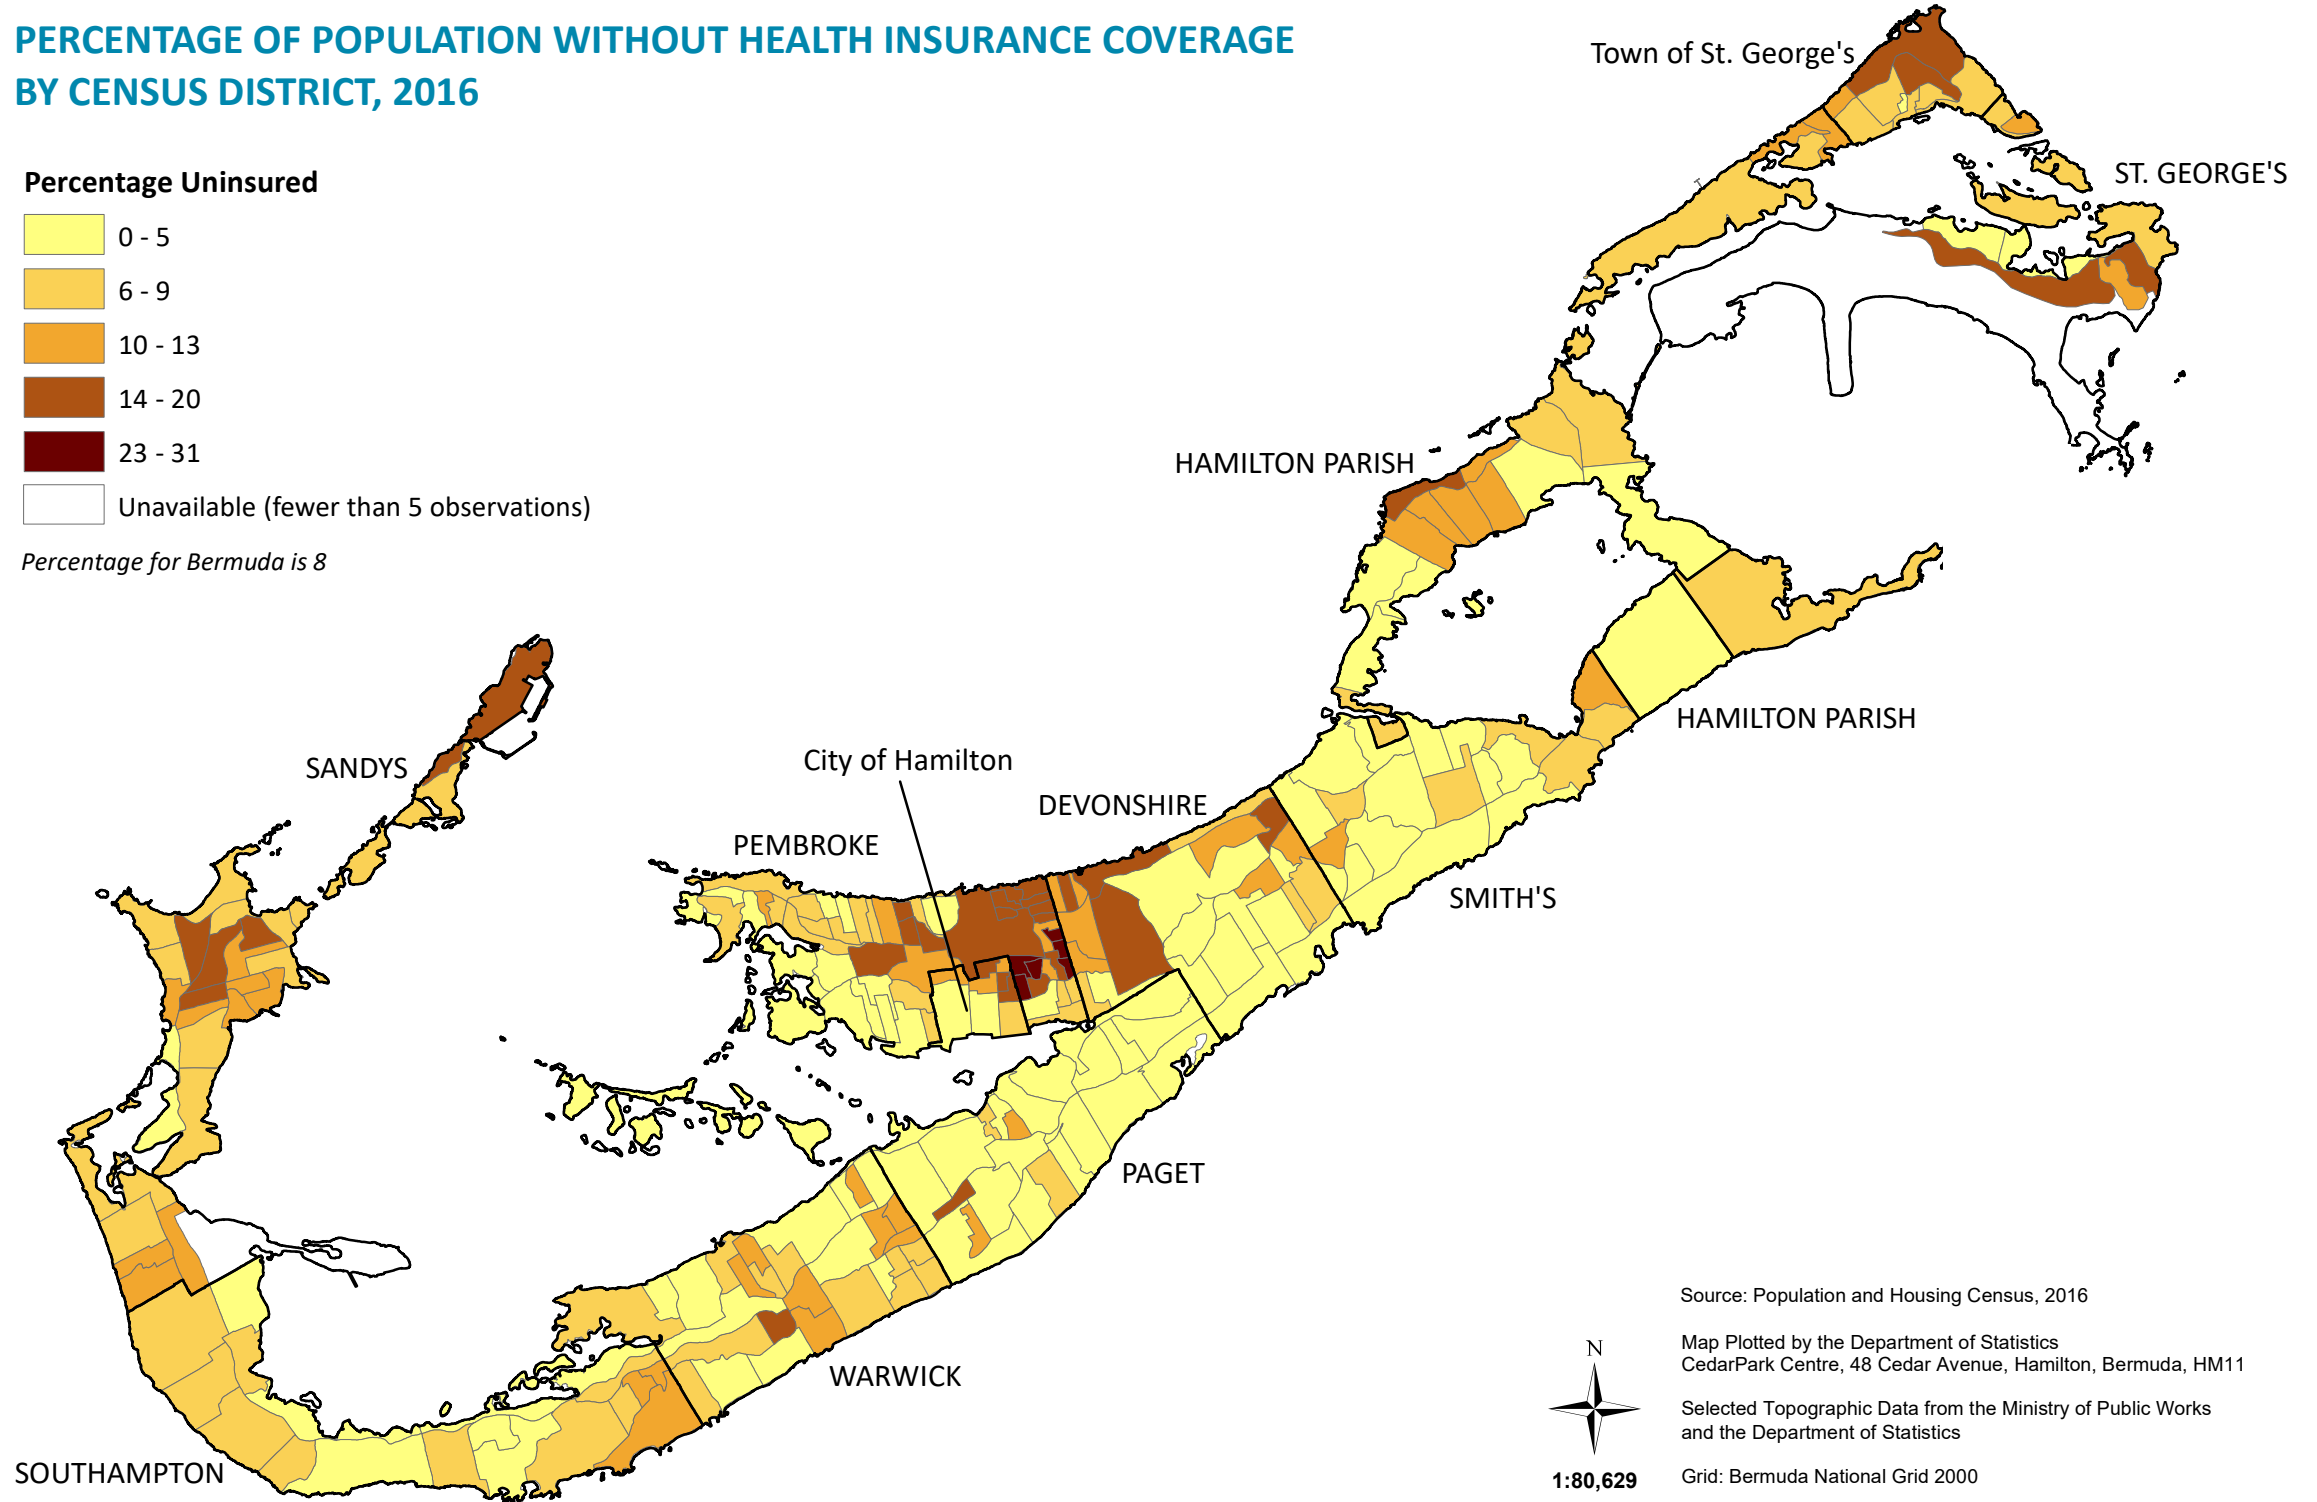 PERCENTAGE OF POPULATION WITHOUT HEALTH INSURANCE COVERAGE
BY CENSUS DISTRICT, 2016
Percentage Uninsured
0 - 5
6 - 9
10 - 13
14 - 20
23 - 31
Unavailable (fewer than 5 observations)
Percentage for Bermuda is 8
Town of St. George's
ST. GEORGE'S
HAMILTON PARISH
HAMILTON PARISH
SANDYS
City of Hamilton
DEVONSHIRE
PEMBROKE
SMITH'S
PAGET
WARWICK
SOUTHAMPTON
Source: Population and Housing Census, 2016
Map Plotted by the Department of Statistics
CedarPark Centre, 48 Cedar Avenue, Hamilton, Bermuda, HM11
Selected Topographic Data from the Ministry of Public Works
and the Department of Statistics
Grid: Bermuda National Grid 2000
N
1:80,629